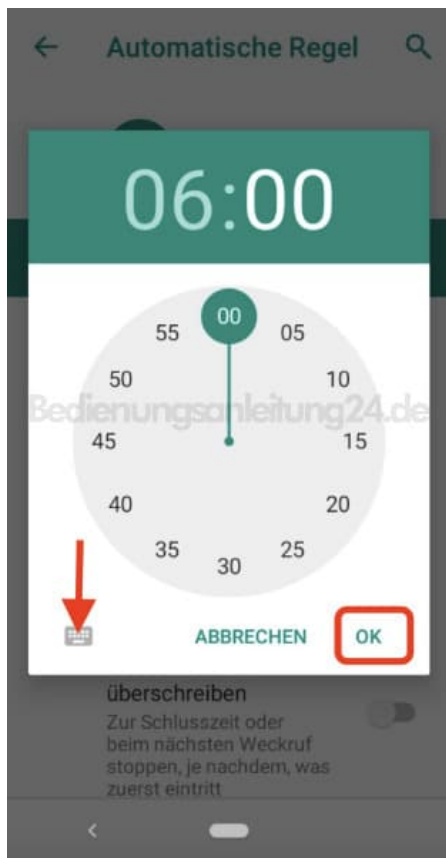 Automatische Regel
06:00
00
55
05
50
10
Bedienungsanleitung24.de
45
15
40
20
35
25
30
ABBRECHEN
OK
überschreiben
Zur Schlusszeit oder
beim nächsten Weckruf
stoppen, je nachdem, was
zuerst eintritt